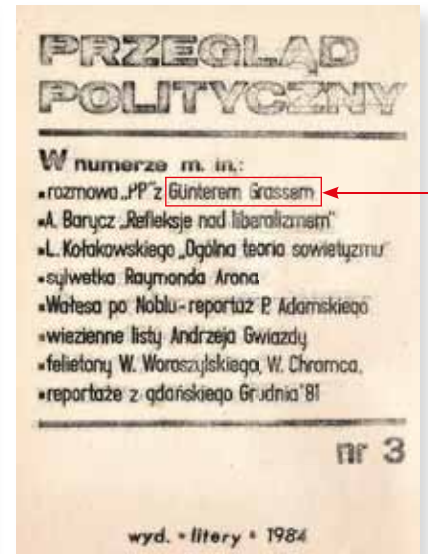 PRZEGLĄD
POLITYCZNY
W numerze m. in.:
▪rozmowa „PP" z Günterem Grassem
▪A. Barycz „Refleksje nad liberalizmem"
▪L. Kołakowskiego „Ogólna teoria sowietyzmu"
▪sylwetka Raymonda Arona
▪Wałesa po Noblu-reportaż P. Adamskiego
▪wiezienne listy Andrzeja Gwiazdy
▪felietony W. Woroszylskiego, W. Chromca,
▪reportaże z gdańskiego Grudnia'81
nr 3
wyd. • litery • 1984